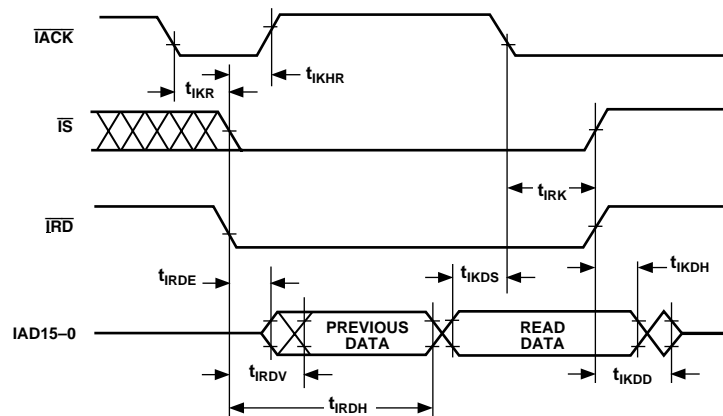 IACK
tIKR
tIKHR
IS
tIRK
IRD
tIRDE
tIKDS
tIKDH
IAD15–0
PREVIOUS
DATA
READ
DATA
tIRDV
tIKDD
tIRDH